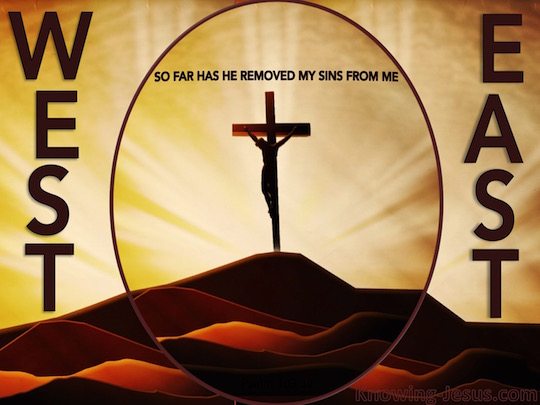 WEST
EAST
SO FAR HAS HE REMOVED MY SINS FROM ME
knowing-jesus.com